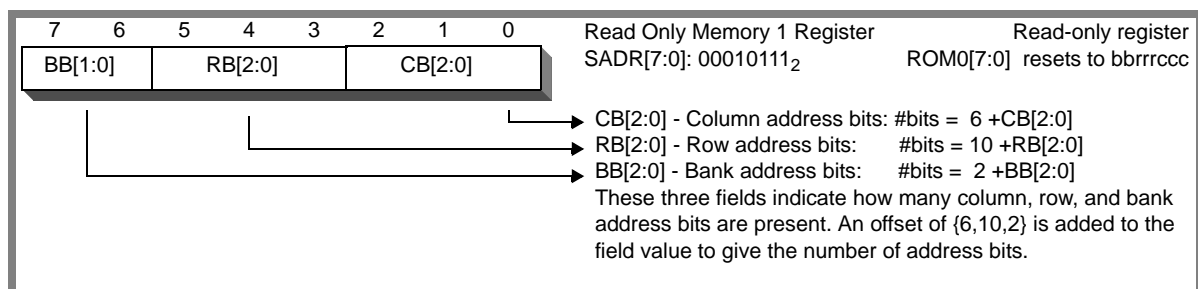 7 6 5 4 3 2 1 0
BB[1:0] RB[2:0] CB[2:0]
Read Only Memory 1 Register Read-only register
SADR[7:0]: 00010111₂ ROM0[7:0] resets to bbrrrccc
CB[2:0] - Column address bits: #bits = 6 +CB[2:0]
RB[2:0] - Row address bits: #bits = 10 +RB[2:0]
BB[2:0] - Bank address bits: #bits = 2 +BB[2:0]
These three fields indicate how many column, row, and bank
address bits are present. An offset of {6,10,2} is added to the
field value to give the number of address bits.